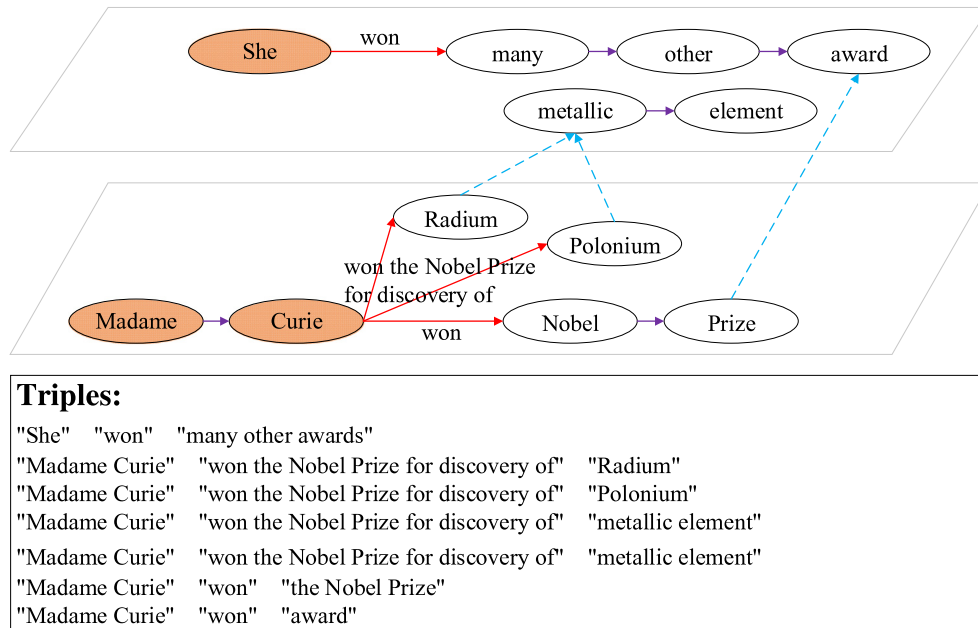 She won many other award
metallic element
Radium
Polonium
won the Nobel Prize
for discovery of
Madame Curie won Nobel Prize
Triples:
"She" "won" "many other awards"
"Madame Curie" "won the Nobel Prize for discovery of" "Radium"
"Madame Curie" "won the Nobel Prize for discovery of" "Polonium"
"Madame Curie" "won the Nobel Prize for discovery of" "metallic element"
"Madame Curie" "won the Nobel Prize for discovery of" "metallic element"
"Madame Curie" "won" "the Nobel Prize"
"Madame Curie" "won" "award"